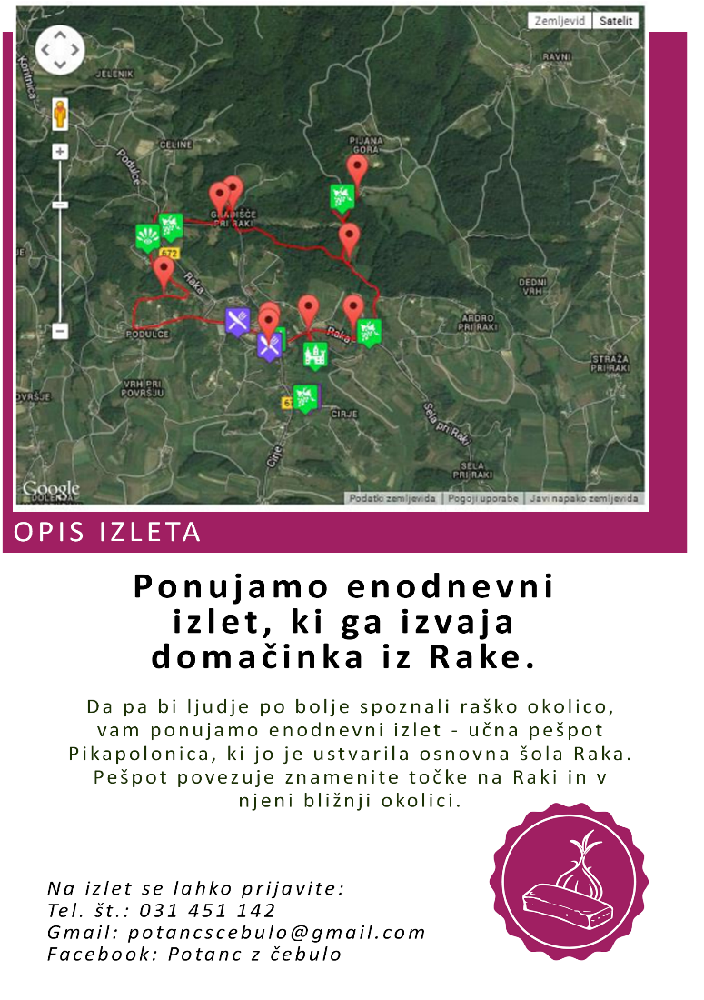 Zemljevid
Satelit
RAVNI
Kontnica
JELENIK
CELINE
PIJANA
GORA
Podulce
GRADIŠČE
PRI RAKI
672
Raka
DEDNI
VRH
ARDRO
PRI RAKI
PODULCE
Raka
STRAŽA
PRI RAKI
VRH PRI
POVRŠJU
CIRJE
Sela pri Raki
Cirje
SELA
PRI RAKI
Google
Podatki zemljevida
Pogoji uporabe
Javi napako zemljevida
OPIS IZLETA
Ponujamo enodnevni
izlet, ki ga izvaja
domačinka iz Rake.
Da pa bi ljudje po bolje spoznali raško okolico,
vam ponujamo enodnevni izlet - učna pešpot
Pikapolonica, ki jo je ustvarila osnovna šola Raka.
Pešpot povezuje znamenite točke na Raki in v
njeni bližnji okolici.
Na izlet se lahko prijavite:
Tel. št.: 031 451 142
Gmail: potancscebulo@gmail.com
Facebook: Potanc z čebulo